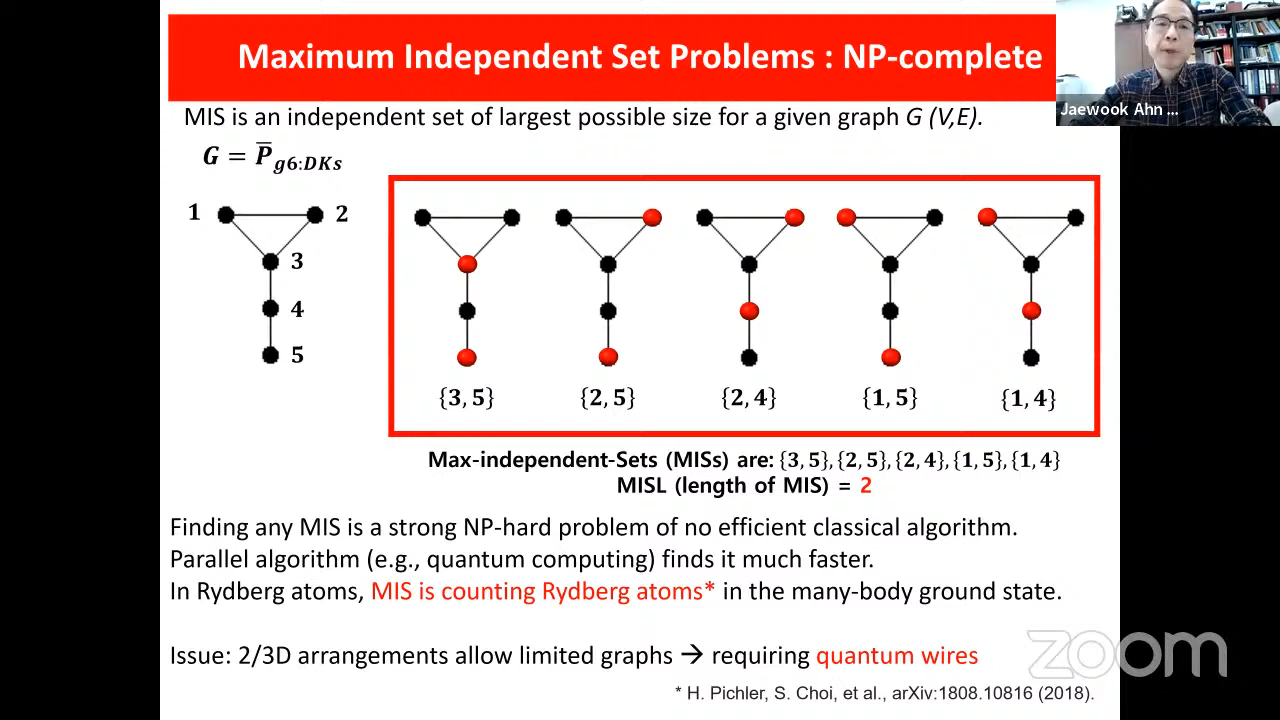 Maximum Independent Set Problems : NP-complete
Jaewook Ahn ...
MIS is an independent set of largest possible size for a given graph G (V,E).
G = P̅g6:DKs
1
2
3
4
5
{3, 5}
{2, 5}
{2, 4}
{1, 5}
{1, 4}
Max-independent-Sets (MISs) are: {3, 5}, {2, 5}, {2, 4}, {1, 5}, {1, 4}
MISL (length of MIS) = 2
Finding any MIS is a strong NP-hard problem of no efficient classical algorithm.
Parallel algorithm (e.g., quantum computing) finds it much faster.
In Rydberg atoms, MIS is counting Rydberg atoms* in the many-body ground state.
Issue: 2/3D arrangements allow limited graphs → requiring quantum wires
zoom
* H. Pichler, S. Choi, et al., arXiv:1808.10816 (2018).